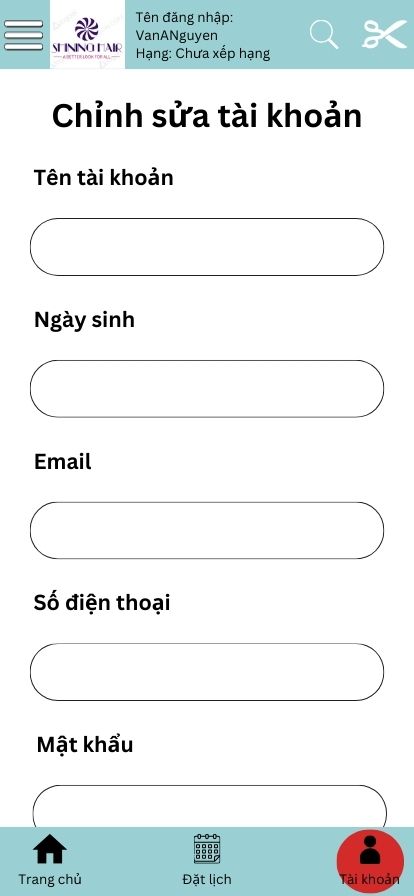 Tên đăng nhập:
VanANguyen
Hạng: Chưa xếp hạng
SPINNING HAIR
A BETTER LOOK FOR ALL
Chỉnh sửa tài khoản
Tên tài khoản
Ngày sinh
Email
Số điện thoại
Mật khẩu
Trang chủ
Đặt lịch
Tài khoản